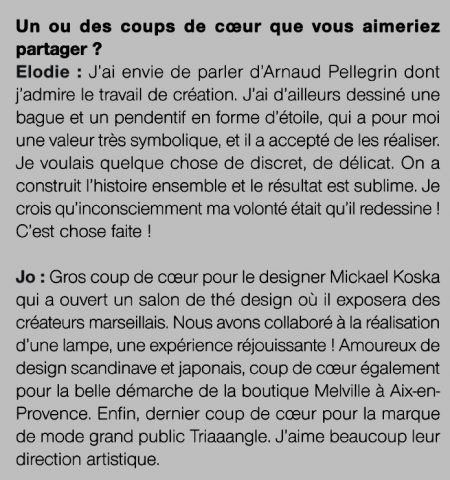 Un ou des coups de cœur que vous aimeriez
partager ?
Elodie : J'ai envie de parler d'Arnaud Pellegrin dont
j'admire le travail de création. J'ai d'ailleurs dessiné une
bague et un pendentif en forme d'étoile, qui a pour moi
une valeur très symbolique, et il a accepté de les réaliser.
Je voulais quelque chose de discret, de délicat. On a
construit l'histoire ensemble et le résultat est sublime. Je
crois qu'inconsciemment ma volonté était qu'il redessine !
C'est chose faite !

Jo : Gros coup de cœur pour le designer Mickael Koska
qui a ouvert un salon de thé design où il exposera des
créateurs marseillais. Nous avons collaboré à la réalisation
d'une lampe, une expérience réjouissante ! Amoureux de
design scandinave et japonais, coup de cœur également
pour la belle démarche de la boutique Melville à Aix-en-
Provence. Enfin, dernier coup de cœur pour la marque
de mode grand public Triaaangle. J'aime beaucoup leur
direction artistique.